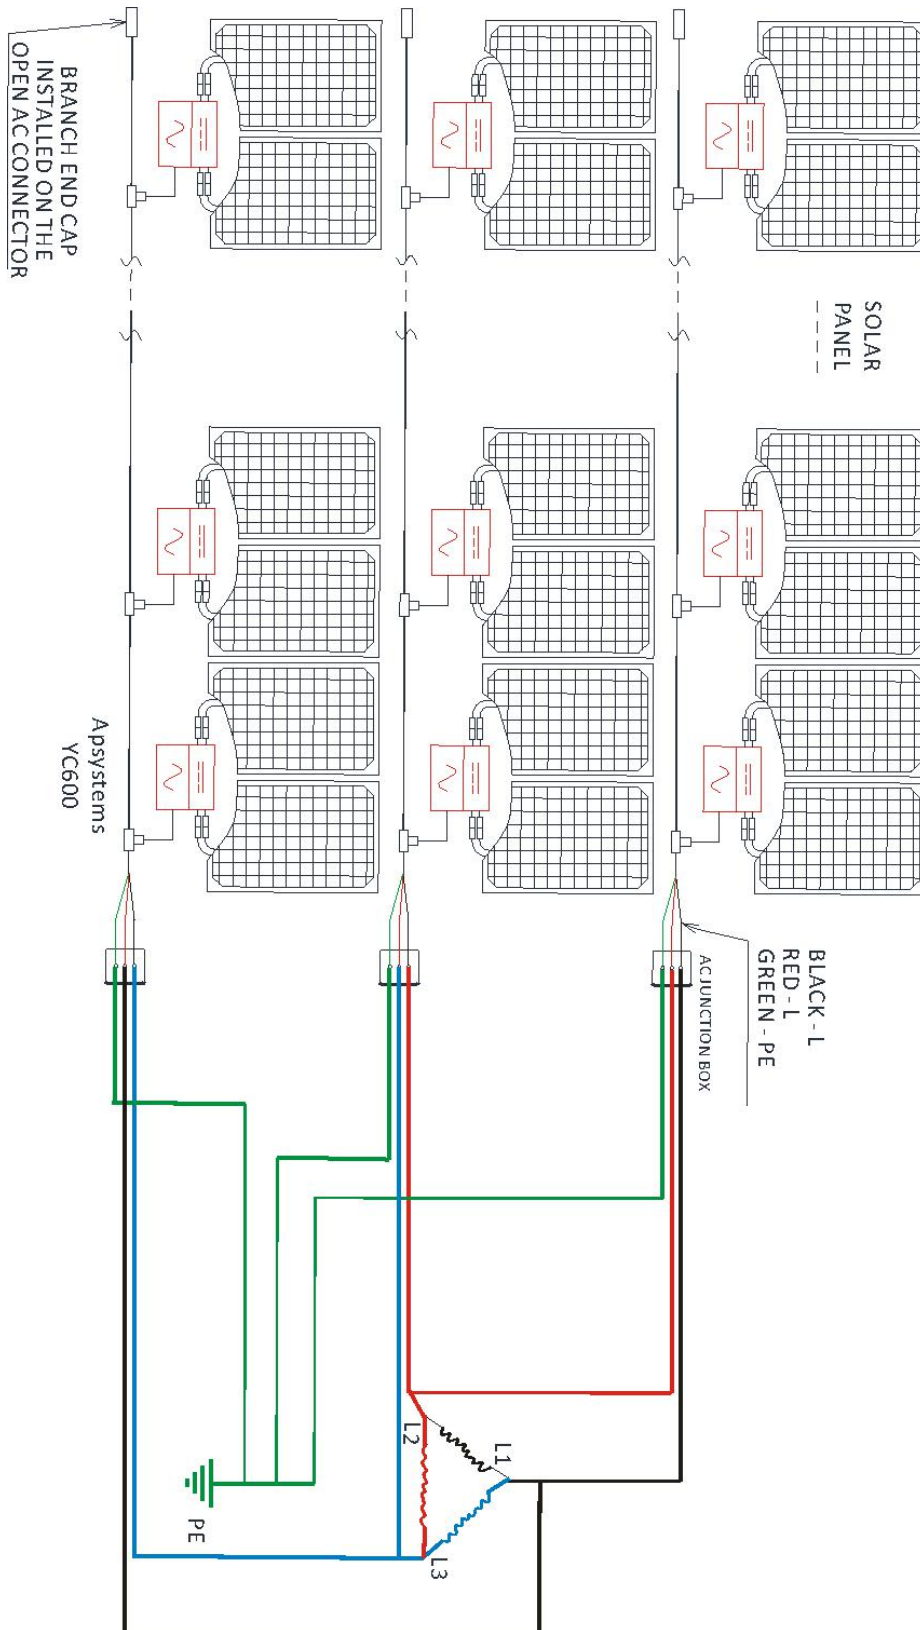 BRANCH END CAP
INSTALLED ON THE
OPEN AC CONNECTOR
SOLAR
PANEL
Apsystems
YC600
BLACK - L
RED - L
GREEN - PE
AC JUNCTION BOX
L1
L2
L3
PE